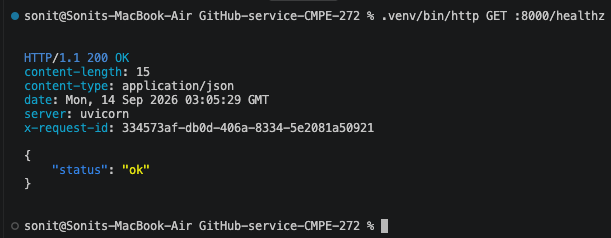 sonit@Sonits-MacBook-Air GitHub-service-CMPE-272 % .venv/bin/http GET :8000/healthz
HTTP/1.1 200 OK
content-length: 15
content-type: application/json
date: Mon, 14 Sep 2026 03:05:29 GMT
server: uvicorn
x-request-id: 334573af-db0d-406a-8334-5e2081a50921
{
    "status": "ok"
}
sonit@Sonits-MacBook-Air GitHub-service-CMPE-272 %